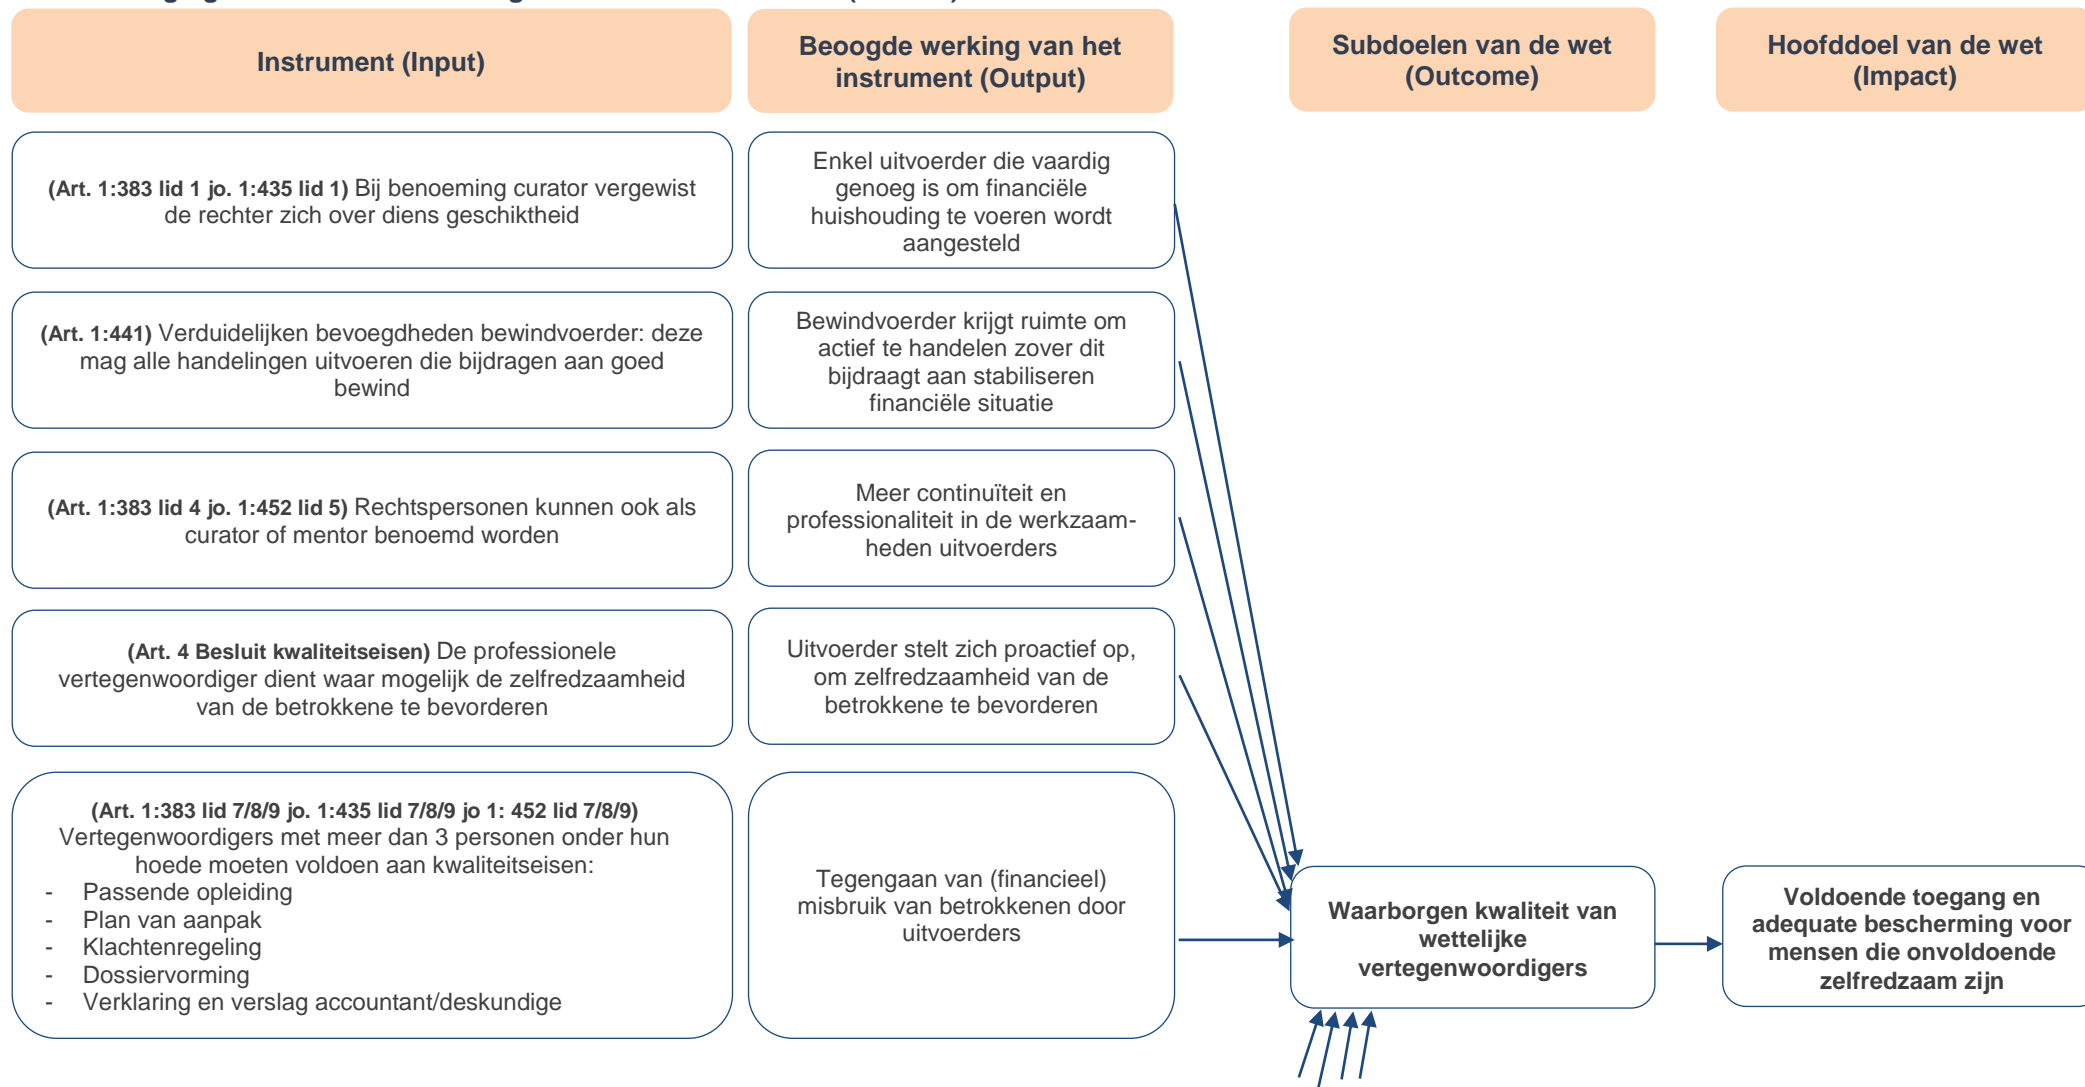 Instrument (Input)
Beoogde werking van het
instrument (Output)
Subdoelen van de wet
(Outcome)
Hoofddoel van de wet
(Impact)
(Art. 1:383 lid 1 jo. 1:435 lid 1) Bij benoeming curator vergewist
de rechter zich over diens geschiktheid
Enkel uitvoerder die vaardig
genoeg is om financiële
huishouding te voeren wordt
aangesteld
(Art. 1:441) Verduidelijken bevoegdheden bewindvoerder: deze
mag alle handelingen uitvoeren die bijdragen aan goed
bewind
Bewindvoerder krijgt ruimte om
actief te handelen zover dit
bijdraagt aan stabiliseren
financiële situatie
(Art. 1:383 lid 4 jo. 1:452 lid 5) Rechtspersonen kunnen ook als
curator of mentor benoemd worden
Meer continuïteit en
professionaliteit in de werkzaam-
heden uitvoerders
(Art. 4 Besluit kwaliteitseisen) De professionele
vertegenwoordiger dient waar mogelijk de zelfredzaamheid
van de betrokkene te bevorderen
Uitvoerder stelt zich proactief op,
om zelfredzaamheid van de
betrokkene te bevorderen
(Art. 1:383 lid 7/8/9 jo. 1:435 lid 7/8/9 jo 1: 452 lid 7/8/9)
Vertegenwoordigers met meer dan 3 personen onder hun
hoede moeten voldoen aan kwaliteitseisen:
- Passende opleiding
- Plan van aanpak
- Klachtenregeling
- Dossiervorming
- Verklaring en verslag accountant/deskundige
Tegengaan van (financieel)
misbruik van betrokkenen door
uitvoerders
Waarborgen kwaliteit van
wettelijke
vertegenwoordigers
Voldoende toegang en
adequate bescherming voor
mensen die onvoldoende
zelfredzaam zijn